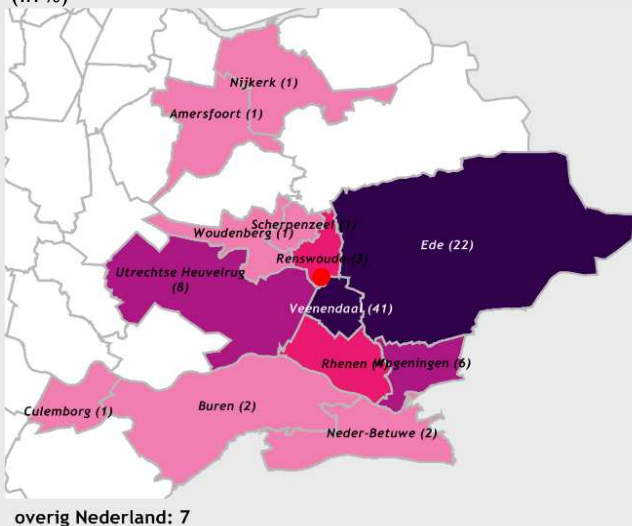 Nijkerk (1)
Amersfoort (1)
Scherpenzeel (1)
Woudenberg (1)
Ede (22)
Renswoude (3)
Utrechtse Heuvelrug
(8)
Veenendaal (41)
Rhenen
Wageningen (6)
Buren (2)
Culemborg (1)
Neder-Betuwe (2)
overig Nederland: 7